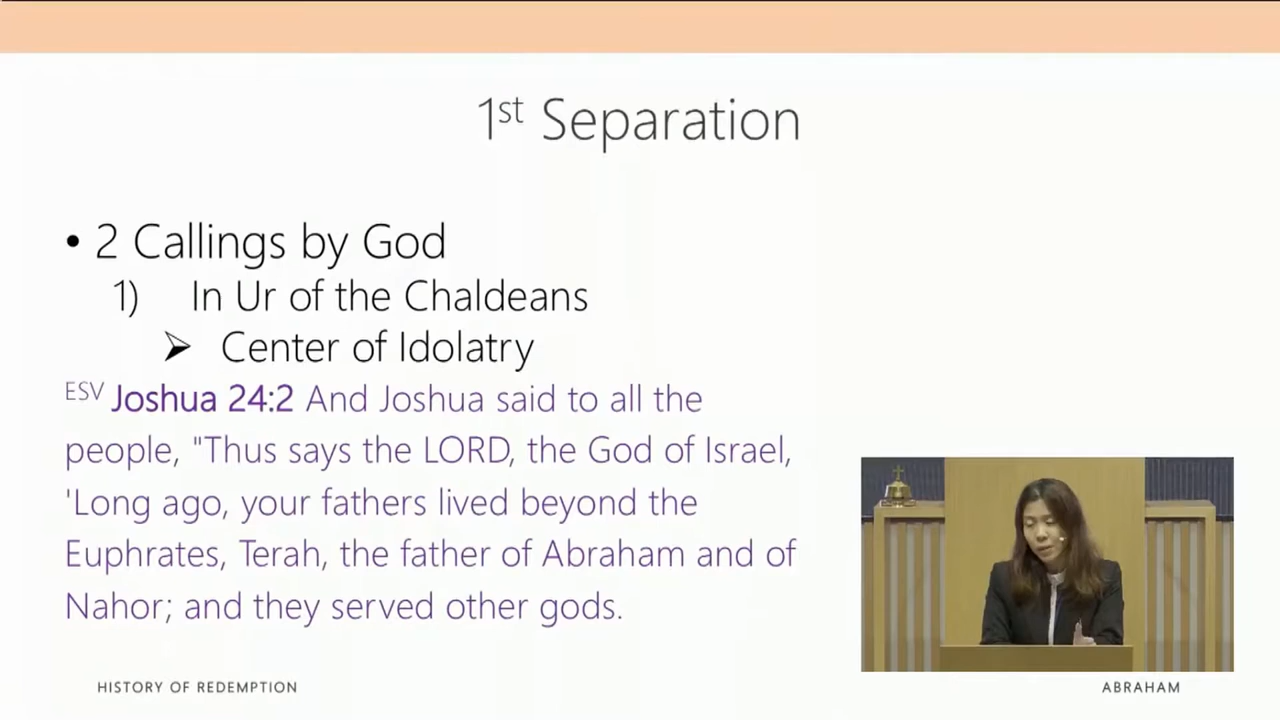 1st Separation
• 2 Callings by God
1) In Ur of the Chaldeans
➢ Center of Idolatry
ESV Joshua 24:2 And Joshua said to all the
people, "Thus says the LORD, the God of Israel,
'Long ago, your fathers lived beyond the
Euphrates, Terah, the father of Abraham and of
Nahor; and they served other gods.
HISTORY OF REDEMPTION
ABRAHAM